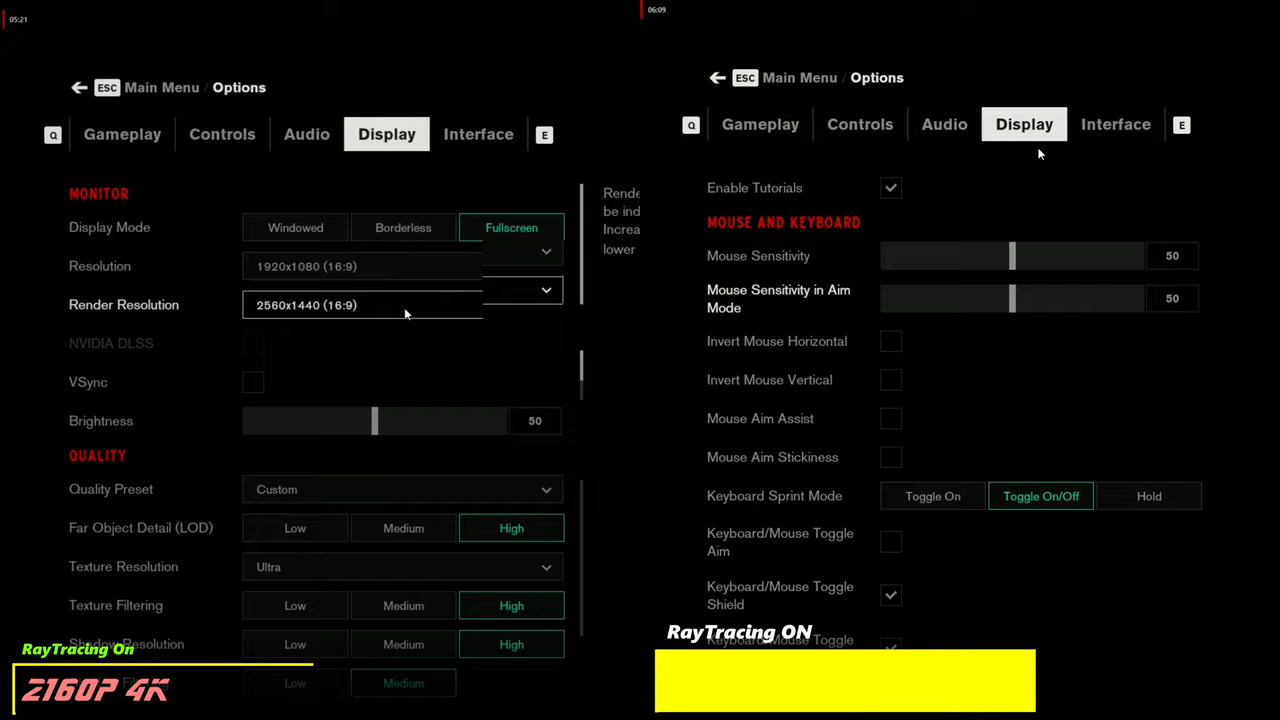 05:21
ESC Main Menu / Options
Q Gameplay Controls Audio Display Interface E
MONITOR
Display Mode Windowed Borderless Fullscreen
Resolution 1920x1080 (16:9)
Render Resolution 2560x1440 (16:9)
NVIDIA DLSS
VSync
Brightness 50
QUALITY
Quality Preset Custom
Far Object Detail (LOD) Low Medium High
Texture Resolution Ultra
Texture Filtering Low Medium High
Shadow Resolution Low Medium High
Low Medium
Rende
be ind
Increa
lower
RayTracing On
2160P 4K
06:09
ESC Main Menu / Options
Q Gameplay Controls Audio Display Interface E
Enable Tutorials
MOUSE AND KEYBOARD
Mouse Sensitivity 50
Mouse Sensitivity in Aim
Mode 50
Invert Mouse Horizontal
Invert Mouse Vertical
Mouse Aim Assist
Mouse Aim Stickiness
Keyboard Sprint Mode Toggle On Toggle On/Off Hold
Keyboard/Mouse Toggle
Aim
Keyboard/Mouse Toggle
Shield
Keyboard/Mouse Toggle
RayTracing ON